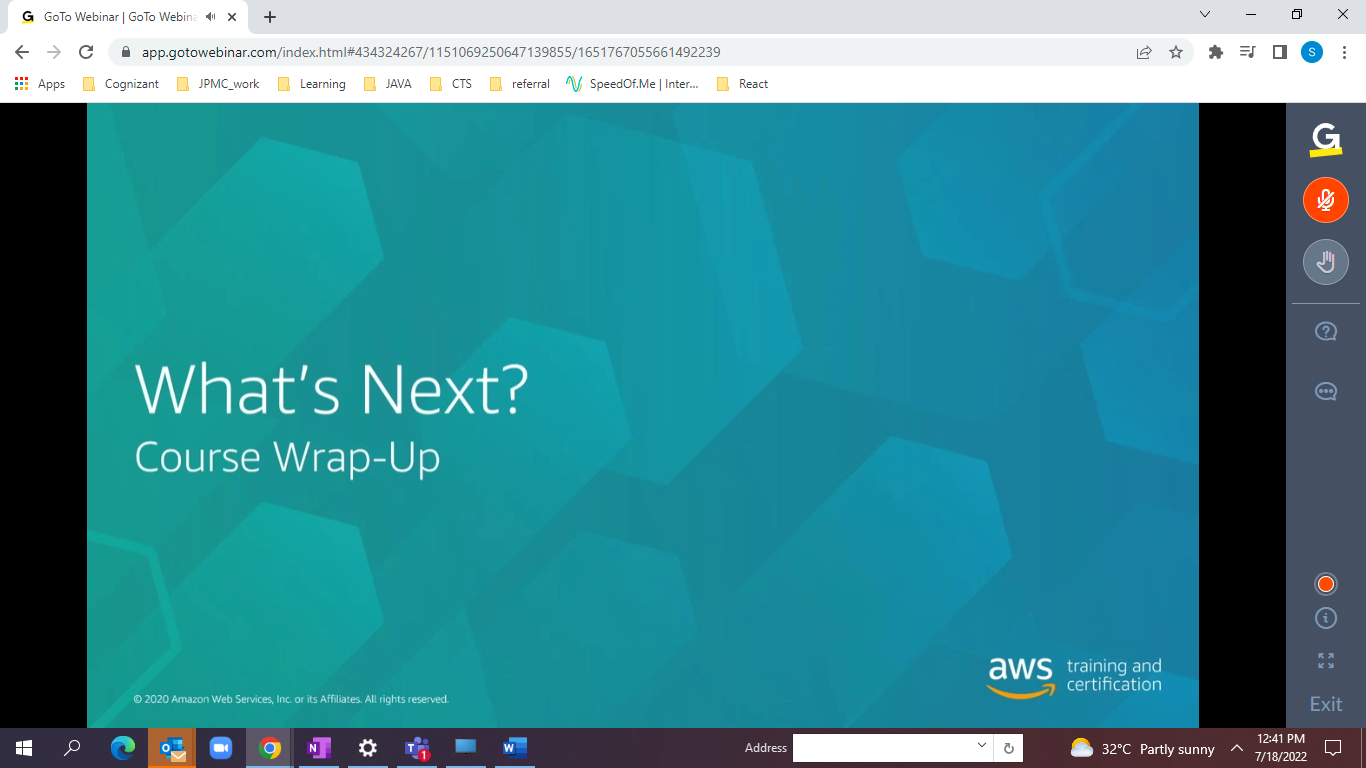 GoTo Webinar | GoTo Webina
app.gotowebinar.com/index.html#434324267/1151069250647139855/1651767055661492239
S
Apps Cognizant JPMC_work Learning JAVA CTS referral SpeedOf.Me | Inter... React
G
What's Next?
Course Wrap-Up
aws training and
certification
© 2020 Amazon Web Services, Inc. or its Affiliates. All rights reserved.
Exit
Address
32°C Partly sunny
12:41 PM
7/18/2022
1